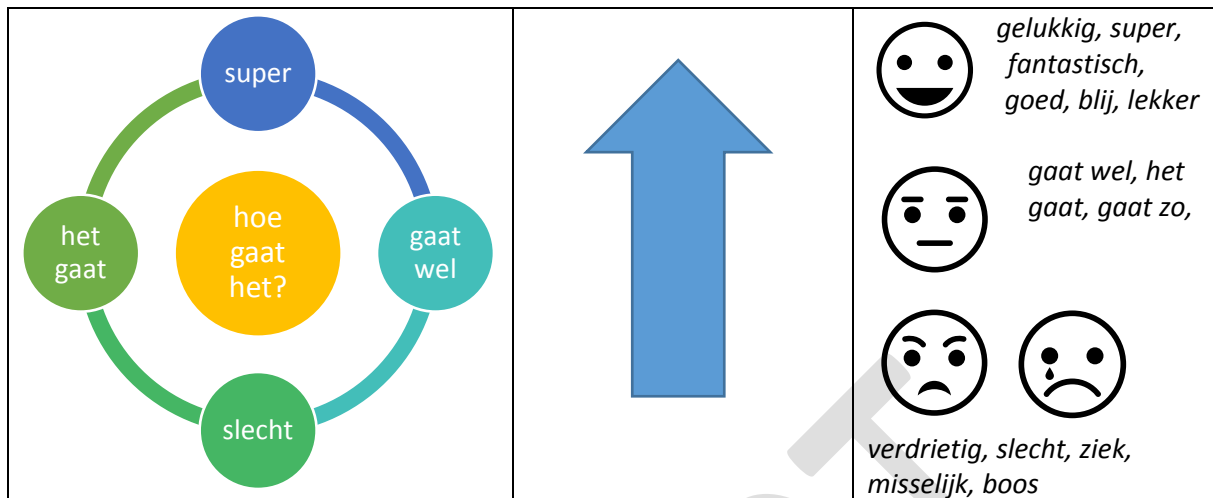 super
het
gaat
hoe
gaat
het?
gaat
wel
slecht
gelukkig, super,
fantastisch,
goed, blij, lekker
gaat wel, het
gaat, gaat zo,
verdrietig, slecht, ziek,
misselijk, boos